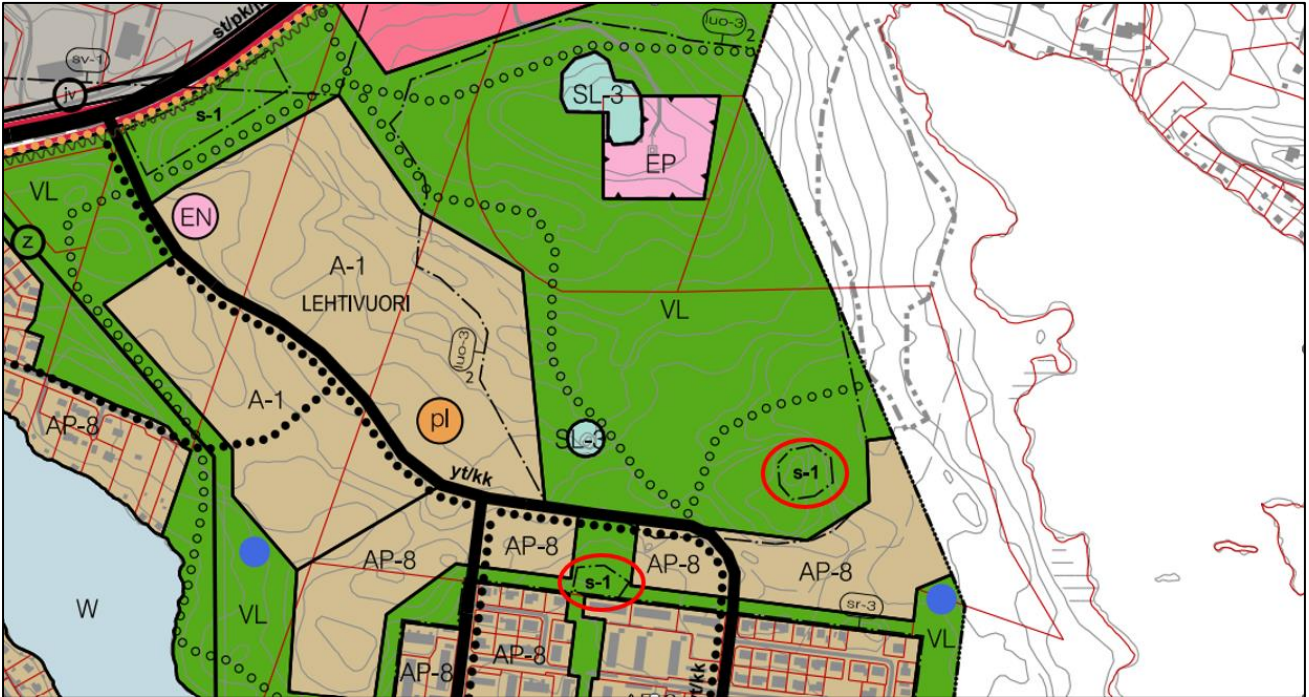 st/pk/j
luo-3
2
sv-1
jv
SL-3
s-1
EP
VL
EN
z
A-1
LEHTIVUORI
VL
luo-3
2
A-1
pl
AP-8
SL-3
s-1
yt/kk
AP-8
AP-8
AP-8
AP-8
s-1
W
VL
sr-3
VL
AP-8
AP-8
t/kk